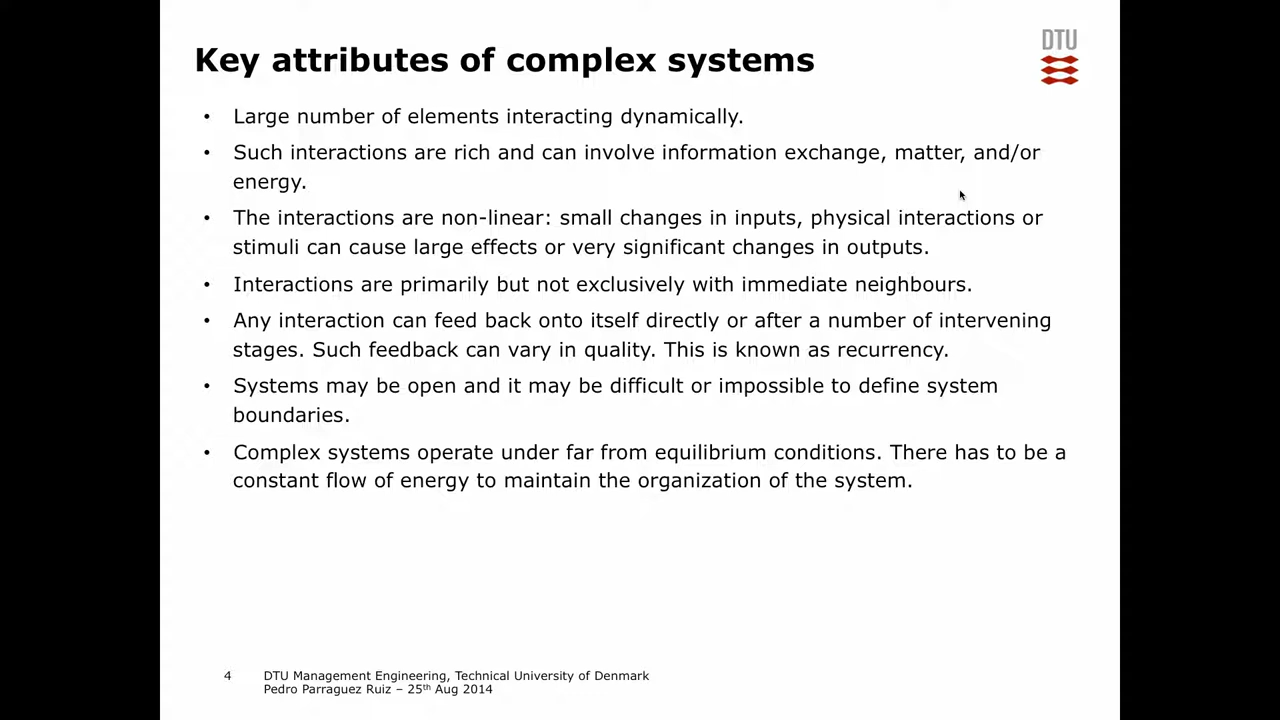 Key attributes of complex systems
DTU
• Large number of elements interacting dynamically.
• Such interactions are rich and can involve information exchange, matter, and/or
energy.
• The interactions are non-linear: small changes in inputs, physical interactions or
stimuli can cause large effects or very significant changes in outputs.
• Interactions are primarily but not exclusively with immediate neighbours.
• Any interaction can feed back onto itself directly or after a number of intervening
stages. Such feedback can vary in quality. This is known as recurrency.
• Systems may be open and it may be difficult or impossible to define system
boundaries.
• Complex systems operate under far from equilibrium conditions. There has to be a
constant flow of energy to maintain the organization of the system.
4 DTU Management Engineering, Technical University of Denmark
Pedro Parraguez Ruiz – 25th Aug 2014